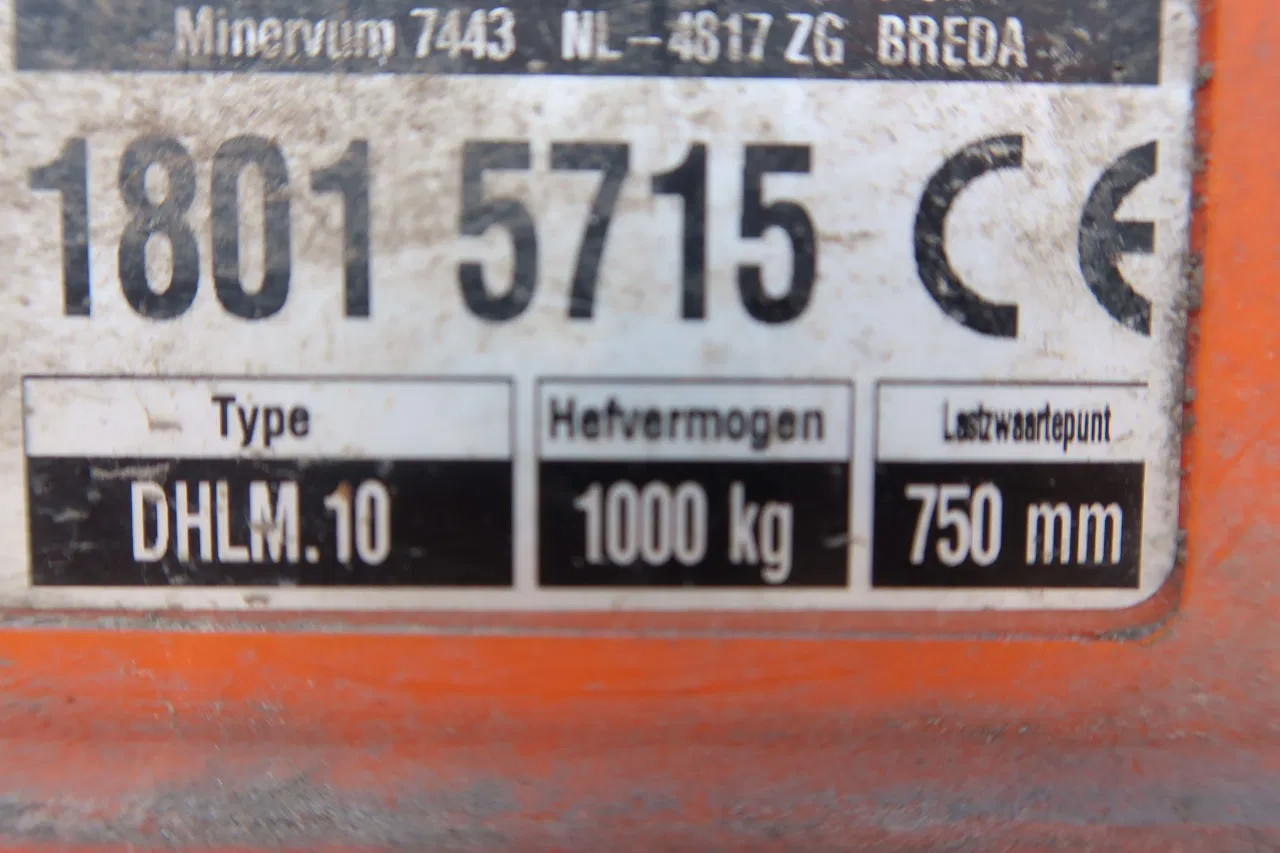 Minervum 7443 NL-4817 ZG BREDA
1801 5715 CE
Type Hefvermogen Lastzwaartepunt
DHLM.10 1000 kg 750 mm